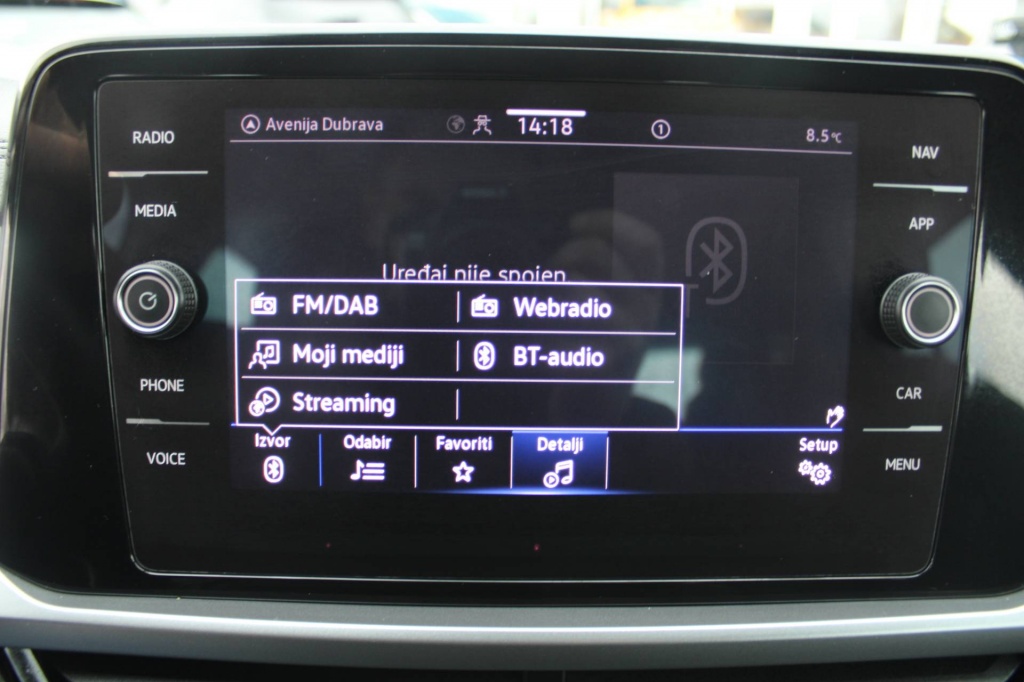 RADIO
MEDIA
PHONE
VOICE
Avenija Dubrava
14:18
1
8.5°C
Uređaj nije spojen
FM/DAB
Webradio
Moji mediji
BT-audio
Streaming
Izvor
Odabir
Favoriti
Detalji
Setup
NAV
APP
CAR
MENU